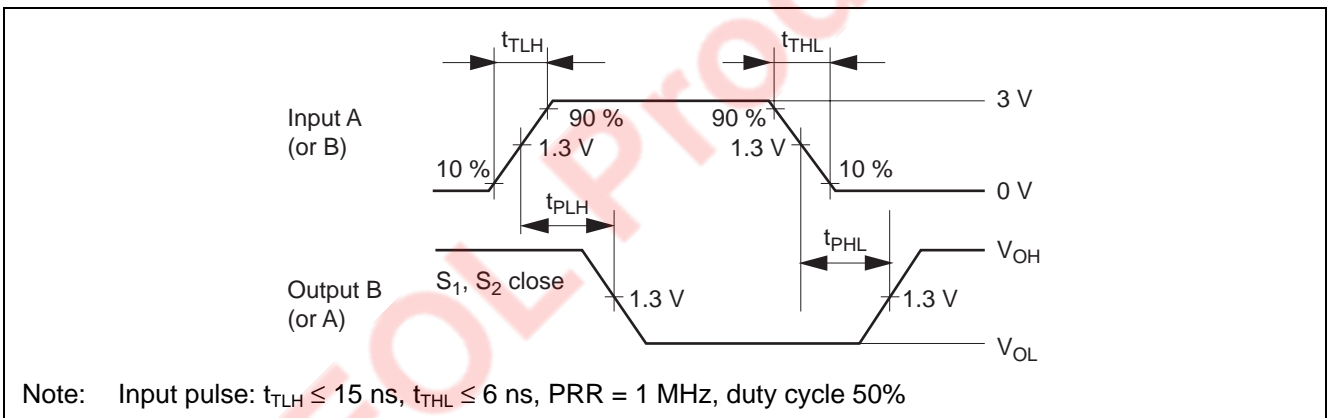 tTLH
tTHL
Input A
(or B)
90 %
90 %
3 V
1.3 V
1.3 V
10 %
10 %
0 V
tPLH
tPHL
VOH
S1, S2 close
Output B
(or A)
1.3 V
1.3 V
VOL
Note: Input pulse: tTLH ≤ 15 ns, tTHL ≤ 6 ns, PRR = 1 MHz, duty cycle 50%
EOL Prod